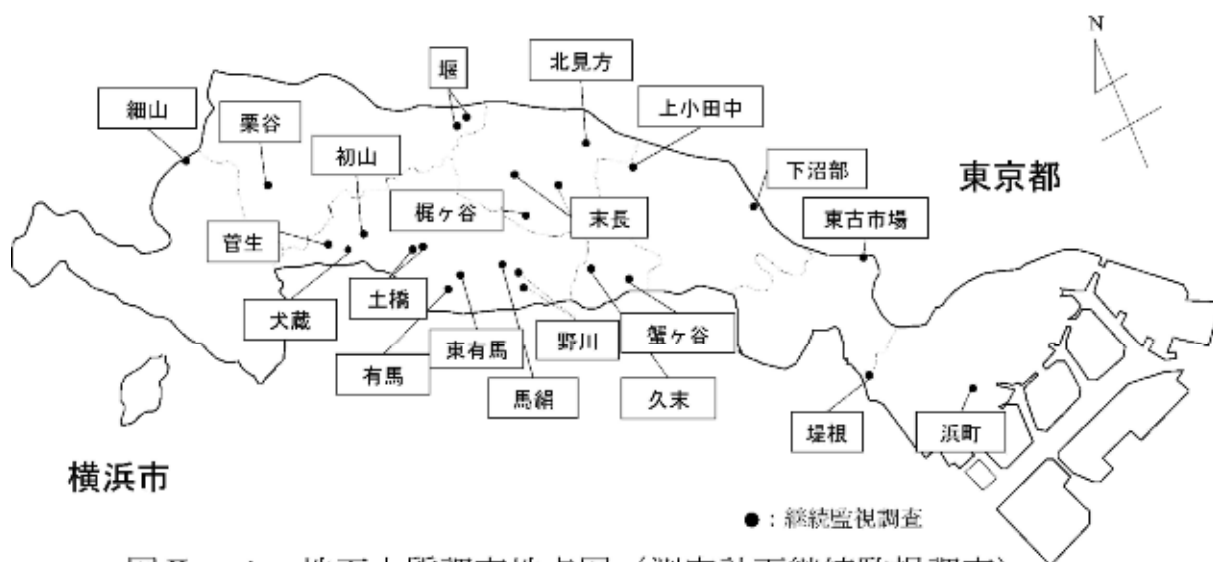 N
堰
北見方
細山
栗谷
上小田中
初山
下沼部
東京都
梶ヶ谷
末長
東古市場
菅生
土橋
犬蔵
東有馬
野川
蟹ヶ谷
有馬
馬絹
久末
堤根
浜町
横浜市
●：継続監視調査